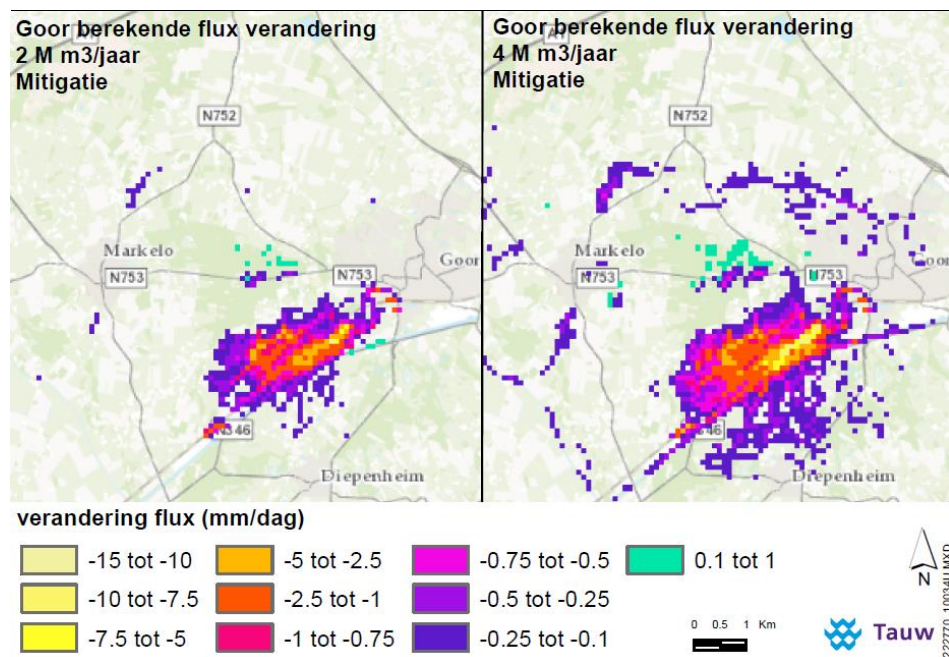 Goor berekende flux verandering
2 M m3/jaar
Mitigatie
N752
Markelo
N753
N753
Goor
N346
Diepenheim
Goor berekende flux verandering
4 M m3/jaar
Mitigatie
N752
Markelo
N753
N753
Goor
346
Diepenheim
verandering flux (mm/dag)
-15 tot -10
-5 tot -2.5
-0.75 tot -0.5
0.1 tot 1
-10 tot -7.5
-2.5 tot -1
-0.5 tot -0.25
-7.5 tot -5
-1 tot -0.75
-0.25 tot -0.1
0 0.5 1 Km
N
Tauw